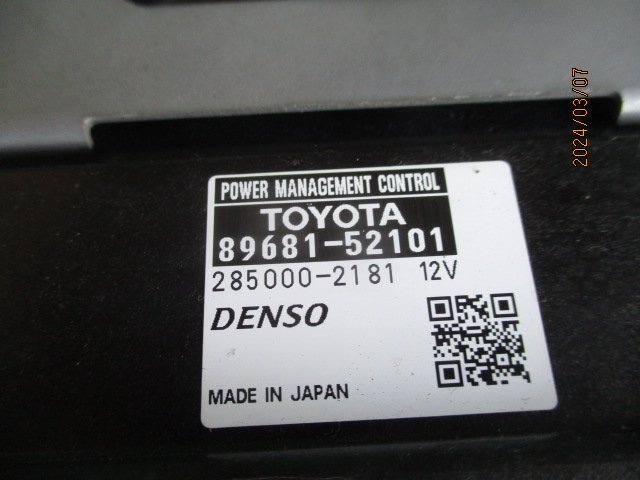 POWER MANAGEMENT CONTROL
TOYOTA
89681-52101
285000-2181 12V
DENSO
MADE IN JAPAN
2024/03/07